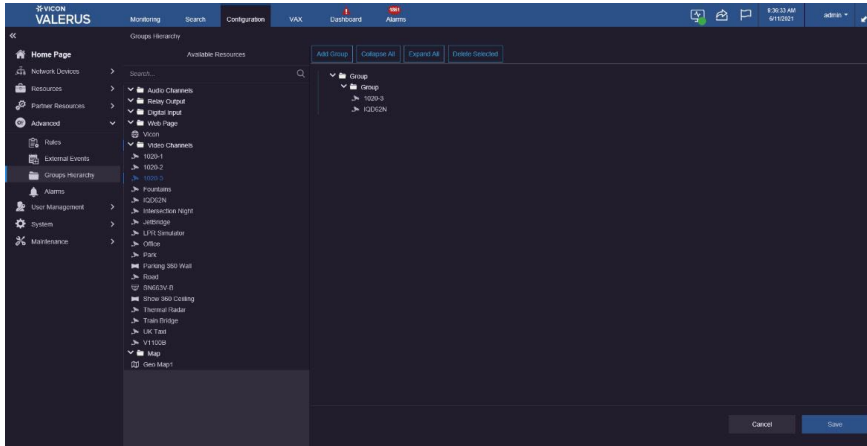 VICON
VALERUS
Monitoring
Search
Configuration
VAX
!
Dashboard
Alarms
9:36:33 AM
6/11/2021
admin
Groups Hierarchy
Home Page
Network Devices
Resources
Partner Resources
Advanced
Rules
External Events
Groups Hierarchy
Alarms
User Management
System
Maintenance
Available Resources
Search...
Audio Channels
Relay Output
Digital Input
Web Page
Vicon
Video Channels
1020-1
1020-2
1020-3
Fountains
IQD62N
Intersection Night
JetBridge
LPR Simulator
Office
Park
Parking 360 Wall
Road
SN663V-B
Show 360 Ceiling
Thermal Radar
Train Bridge
UK Taxi
V1100B
Map
Geo Map1
Add Group
Collapse All
Expand All
Delete Selected
Group
Group
1020-3
IQD62N
Cancel
Save